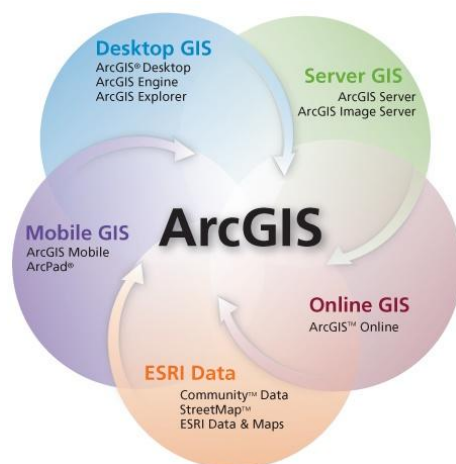 Desktop GIS
ArcGIS® Desktop
ArcGIS Engine
ArcGIS Explorer
Server GIS
ArcGIS Server
ArcGIS Image Server
ArcGIS
Mobile GIS
ArcGIS Mobile
ArcPad®
Online GIS
ArcGIS™ Online
ESRI Data
Community™ Data
StreetMap™
ESRI Data & Maps